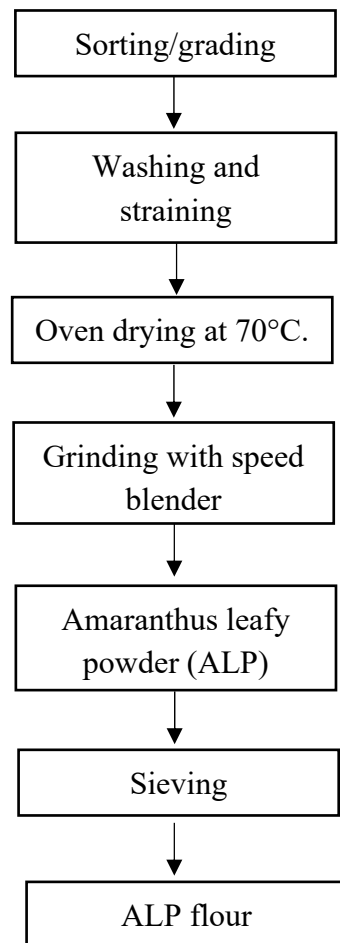 Sorting/grading
Washing and
straining
Oven drying at 70°C.
Grinding with speed
blender
Amaranthus leafy
powder (ALP)
Sieving
ALP flour